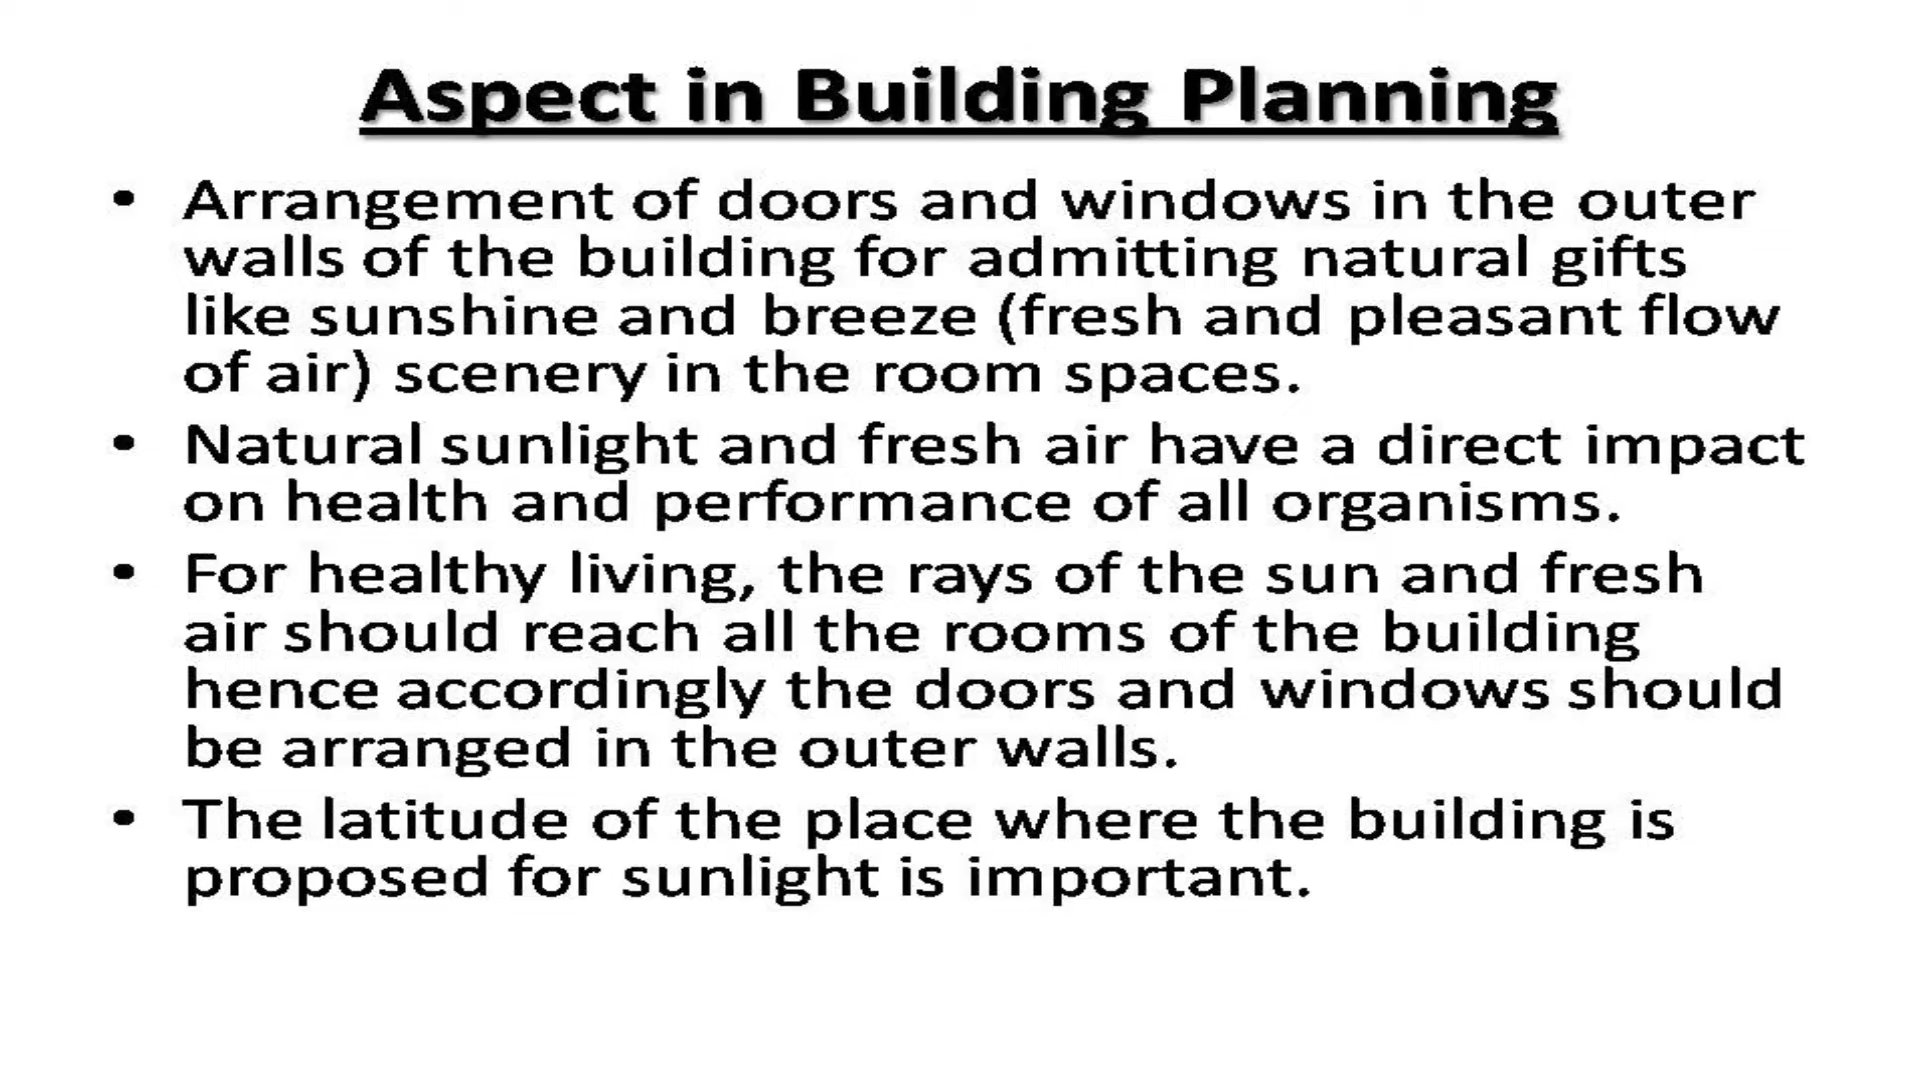 Aspect in Building Planning
• Arrangement of doors and windows in the outer
walls of the building for admitting natural gifts
like sunshine and breeze (fresh and pleasant flow
of air) scenery in the room spaces.
• Natural sunlight and fresh air have a direct impact
on health and performance of all organisms.
• For healthy living, the rays of the sun and fresh
air should reach all the rooms of the building
hence accordingly the doors and windows should
be arranged in the outer walls.
• The latitude of the place where the building is
proposed for sunlight is important.